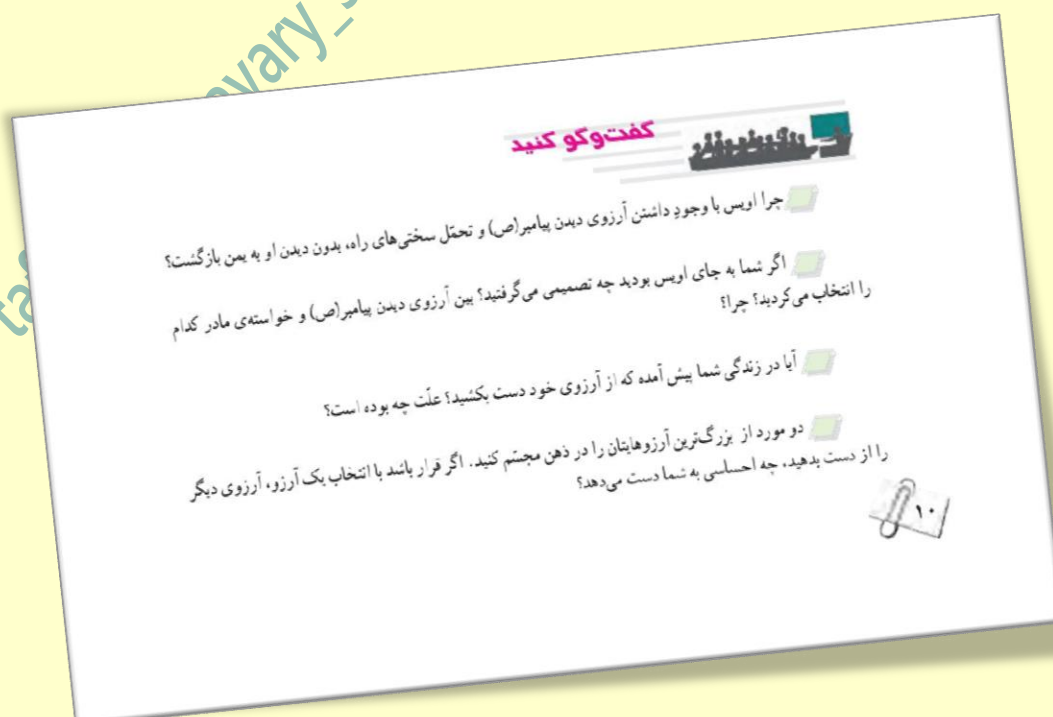 گفت‌وگو کنید
چرا اویس با وجودِ داشتن آرزوی دیدن پیامبر(ص) و تحمّل سختی‌های راه، بدون دیدن او به یمن بازگشت؟
اگر شما به جای اویس بودید چه تصمیمی می‌گرفتید؟ بین آرزوی دیدن پیامبر(ص) و خواسته‌ی مادر کدام
را انتخاب می‌کردید؟ چرا؟
آیا در زندگی شما پیش آمده که از آرزوی خود دست بکشید؟ علّت چه بوده است؟
دو مورد از بزرگ‌ترین آرزوهایتان را در ذهن مجسّم کنید. اگر قرار باشد با انتخاب یک آرزو، آرزوی دیگر
را از دست بدهید، چه احساسی به شما دست می‌دهد؟
۱۰